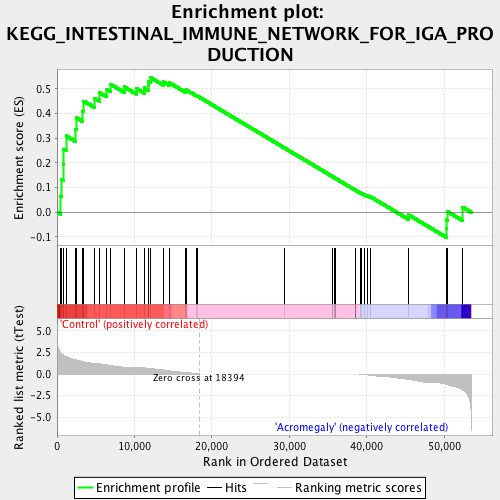 Enrichment plot:
KEGG_INTESTINAL_IMMUNE_NETWORK_FOR_IGA_PRO
DUCTION
Enrichment score (ES)
0.5
0.4
0.3
0.2
0.1
0.0
-0.1
'Control' (positively correlated)
Ranked list metric (tTest)
5.0
2.5
0.0
-2.5
-5.0
Zero cross at 18394
'Acromegaly' (negatively correlated)
0
10,000
20,000
30,000
40,000
50,000
Rank in Ordered Dataset
Enrichment profile
Hits
Ranking metric scores